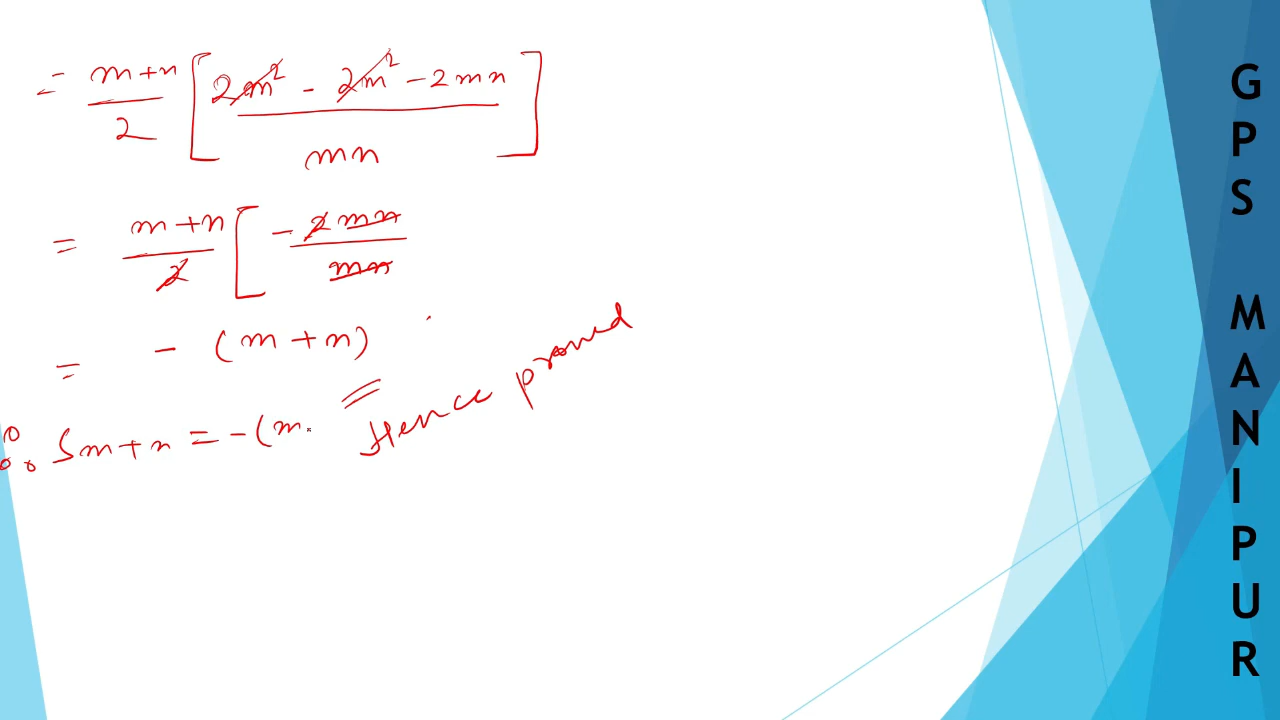 = m+n/2 [2m² - 2m² - 2mn / mn]
= m+n/2 [ -2mn/mn
= - (m+n)
∴ Sm+n = -(m.
Hence proved
GPS MANIPUR